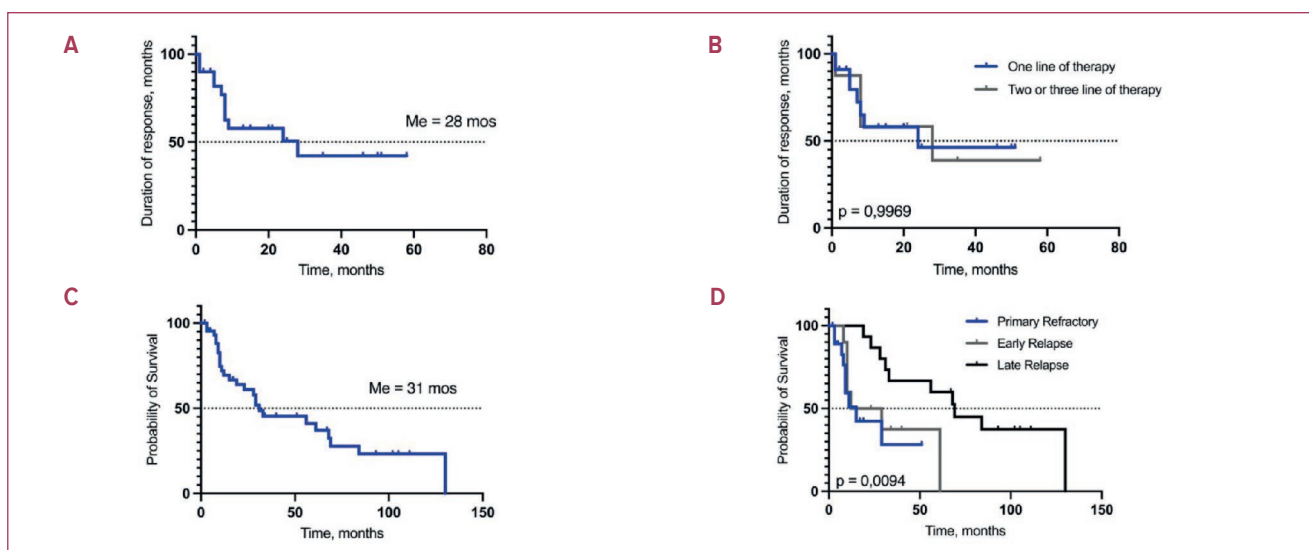 A
Duration of response, months
100
50
0
Me = 28 mos
0 20 40 60 80
Time, months
B
Duration of response, months
100
50
0
One line of therapy
Two or three line of therapy
p = 0,9969
0 20 40 60 80
Time, months
C
Probability of Survival
100
50
0
Me = 31 mos
0 50 100 150
Time, months
D
Probability of Survival
100
50
0
Primary Refractory
Early Relapse
Late Relapse
p = 0,0094
0 50 100 150
Time, months